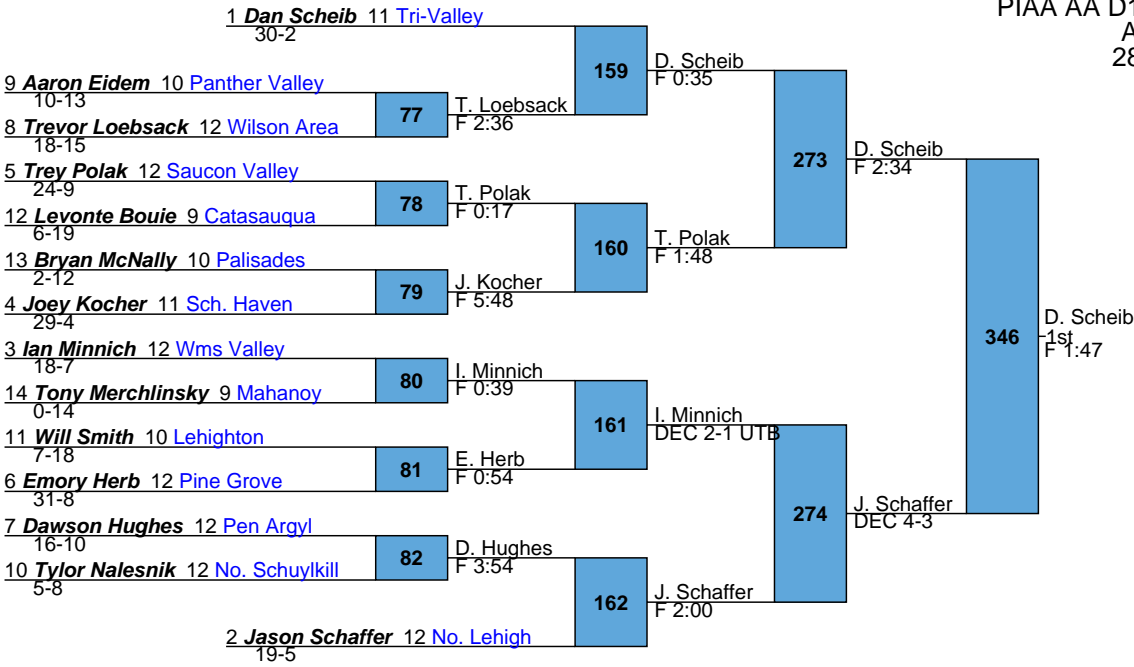 PIAA AA D1
A
28
1 Dan Scheib 11 Tri-Valley
30-2
159
D. Scheib
F 0:35
9 Aaron Eidem 10 Panther Valley
10-13
77
T. Loebsack
F 2:36
8 Trevor Loebsack 12 Wilson Area
18-15
273
D. Scheib
F 2:34
5 Trey Polak 12 Saucon Valley
24-9
78
T. Polak
F 0:17
12 Levonte Bouie 9 Catasauqua
6-19
160
T. Polak
F 1:48
13 Bryan McNally 10 Palisades
2-12
79
J. Kocher
F 5:48
4 Joey Kocher 11 Sch. Haven
29-4
346
D. Scheib
1st
F 1:47
3 Ian Minnich 12 Wms Valley
18-7
80
I. Minnich
F 0:39
14 Tony Merchlinsky 9 Mahanoy
0-14
161
I. Minnich
DEC 2-1 UTB
11 Will Smith 10 Lehighton
7-18
81
E. Herb
F 0:54
6 Emory Herb 12 Pine Grove
31-8
274
J. Schaffer
DEC 4-3
7 Dawson Hughes 12 Pen Argyl
16-10
82
D. Hughes
F 3:54
10 Tylor Nalesnik 12 No. Schuylkill
5-8
162
J. Schaffer
F 2:00
2 Jason Schaffer 12 No. Lehigh
19-5